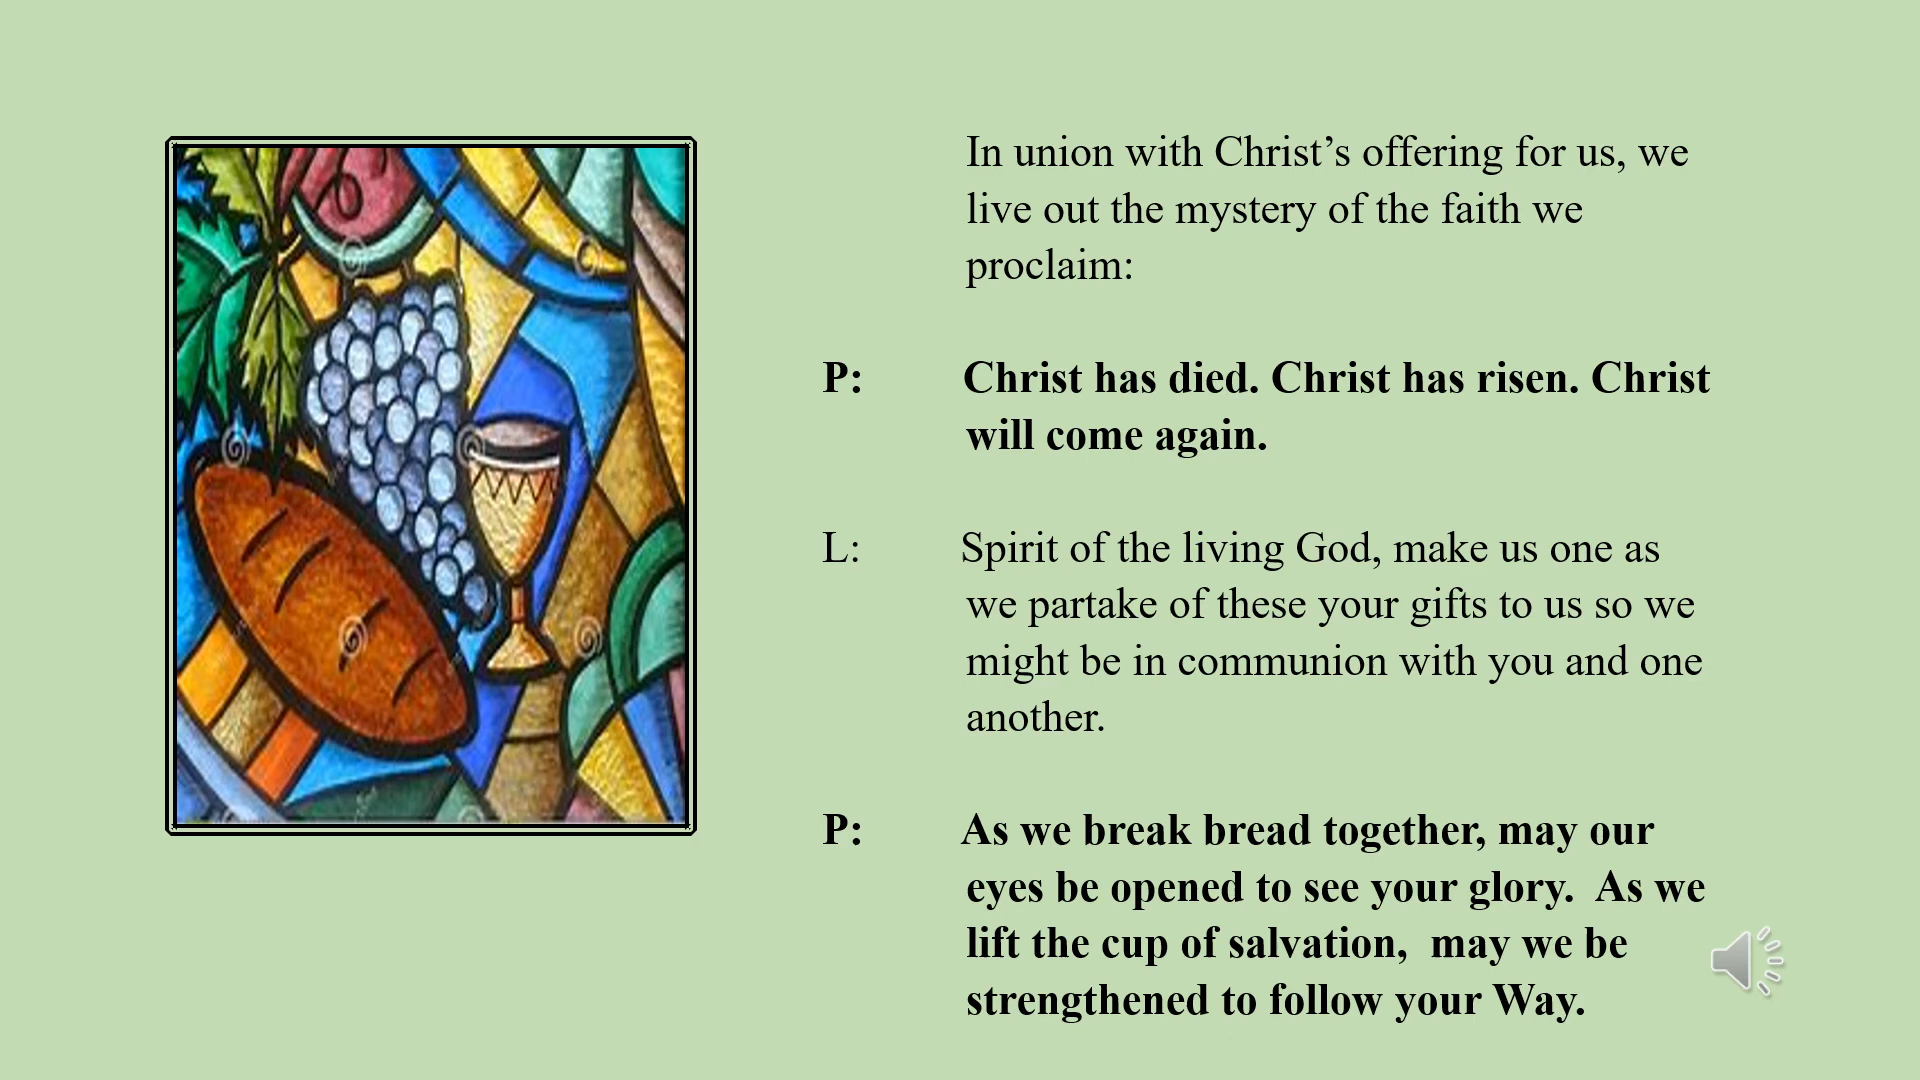 In union with Christ’s offering for us, we
live out the mystery of the faith we
proclaim:
P: Christ has died. Christ has risen. Christ
will come again.
L: Spirit of the living God, make us one as
we partake of these your gifts to us so we
might be in communion with you and one
another.
P: As we break bread together, may our
eyes be opened to see your glory.  As we
lift the cup of salvation,  may we be
strengthened to follow your Way.